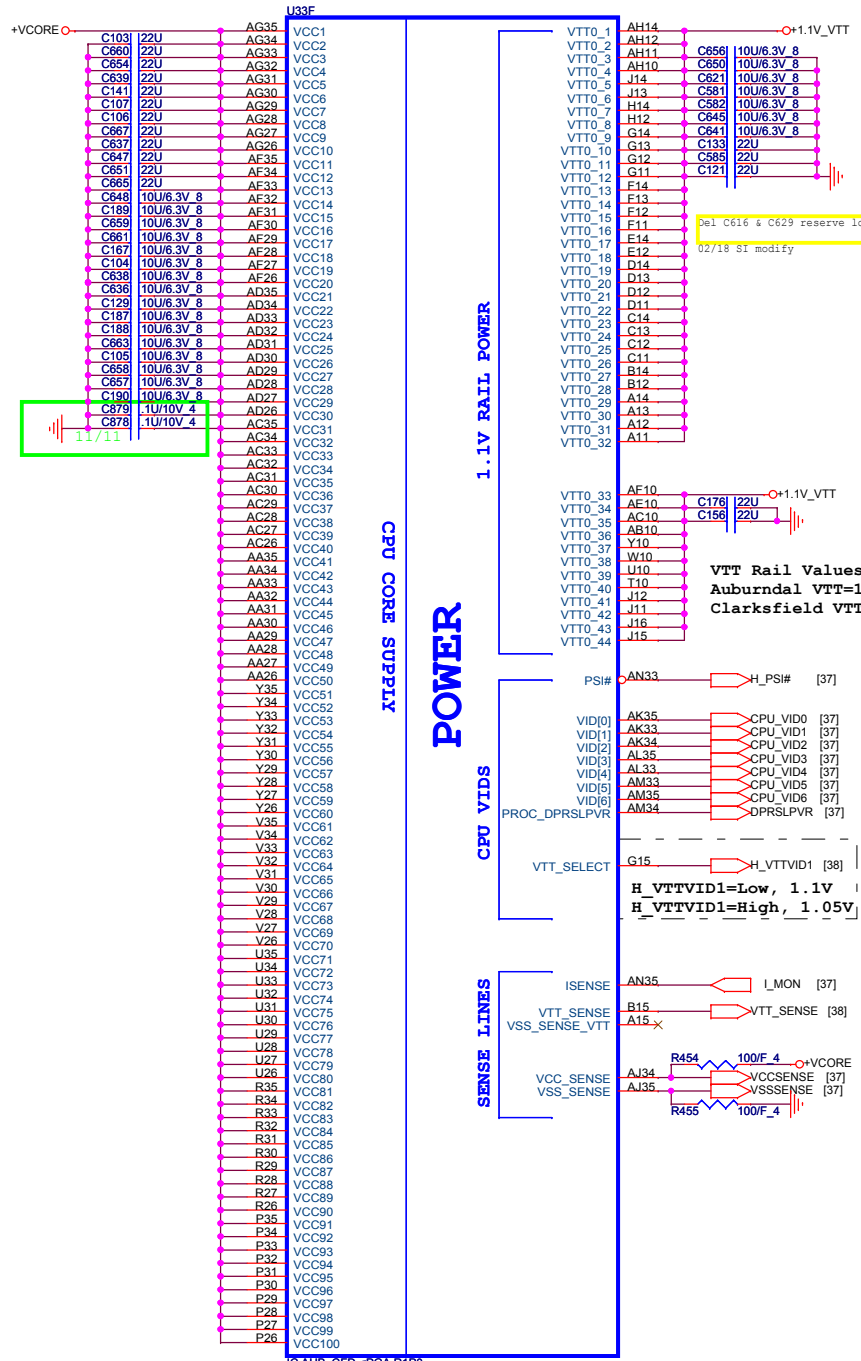 U33F
+VCORE AG35 VCC1
C103 22U AG34 VCC2
C660 22U AG33 VCC3
C654 22U AG32 VCC4
C639 22U AG31 VCC5
C141 22U AG30 VCC6
C107 22U AG29 VCC7
C106 22U AG28 VCC8
C667 22U AG27 VCC9
C637 22U AG26 VCC10
C647 22U AF35 VCC11
C651 22U AF34 VCC12
C665 22U AF33 VCC13
C648 10U/6.3V_8 AF32 VCC14
C189 10U/6.3V_8 AF31 VCC15
C659 10U/6.3V_8 AF30 VCC16
C661 10U/6.3V_8 AF29 VCC17
C167 10U/6.3V_8 AF28 VCC18
C104 10U/6.3V_8 AF27 VCC19
C638 10U/6.3V_8 AF26 VCC20
C636 10U/6.3V_8 AD35 VCC21
C129 10U/6.3V_8 AD34 VCC22
C187 10U/6.3V_8 AD33 VCC23
C188 10U/6.3V_8 AD32 VCC24
C663 10U/6.3V_8 AD31 VCC25
C105 10U/6.3V_8 AD30 VCC26
C658 10U/6.3V_8 AD29 VCC27
C657 10U/6.3V_8 AD28 VCC28
C190 10U/6.3V_8 AD27 VCC29
C879 .1U/10V_4 AD26 VCC30
C878 .1U/10V_4 AC35 VCC31
11/11
AC34 VCC32
AC33 VCC33
AC32 VCC34
AC31 VCC35
AC30 VCC36
AC29 VCC37
AC28 VCC38
AC27 VCC39
AC26 VCC40
AA35 VCC41
AA34 VCC42
AA33 VCC43
AA32 VCC44
AA31 VCC45
AA30 VCC46
AA29 VCC47
AA28 VCC48
AA27 VCC49
AA26 VCC50
Y35 VCC51
Y34 VCC52
Y33 VCC53
Y32 VCC54
Y31 VCC55
Y30 VCC56
Y29 VCC57
Y28 VCC58
Y27 VCC59
Y26 VCC60
V35 VCC61
V34 VCC62
V33 VCC63
V32 VCC64
V31 VCC65
V30 VCC66
V29 VCC67
V28 VCC68
V27 VCC69
V26 VCC70
U35 VCC71
U34 VCC72
U33 VCC73
U32 VCC74
U31 VCC75
U30 VCC76
U29 VCC77
U28 VCC78
U27 VCC79
U26 VCC80
R35 VCC81
R34 VCC82
R33 VCC83
R32 VCC84
R31 VCC85
R30 VCC86
R29 VCC87
R28 VCC88
R27 VCC89
R26 VCC90
P35 VCC91
P34 VCC92
P33 VCC93
P32 VCC94
P31 VCC95
P30 VCC96
P29 VCC97
P28 VCC98
P27 VCC99
P26 VCC100
CPU CORE SUPPLY
POWER
1.1V RAIL POWER
CPU VIDS
SENSE LINES
VTT0_1 AH14 +1.1V_VTT
VTT0_2 AH12
VTT0_3 AH11 C656 10U/6.3V_8
VTT0_4 AH10 C650 10U/6.3V_8
VTT0_5 J14 C621 10U/6.3V_8
VTT0_6 J13 C581 10U/6.3V_8
VTT0_7 H14 C582 10U/6.3V_8
VTT0_8 H12 C645 10U/6.3V_8
VTT0_9 G14 C641 10U/6.3V_8
VTT0_10 G13 C133 22U
VTT0_11 G12 C585 22U
VTT0_12 G11 C121 22U
VTT0_13 F14
VTT0_14 F13
VTT0_15 F12
VTT0_16 F11
VTT0_17 E14
VTT0_18 E12
VTT0_19 D14
VTT0_20 D13
VTT0_21 D12
VTT0_22 D11
VTT0_23 C14
VTT0_24 C13
VTT0_25 C12
VTT0_26 C11
VTT0_27 B14
VTT0_28 B12
VTT0_29 A14
VTT0_30 A13
VTT0_31 A12
VTT0_32 A11
Del C616 & C629 reserve
02/18 SI modify
VTT0_33 AF10 +1.1V_VTT
VTT0_34 AE10 C176 22U
VTT0_35 AC10 C156 22U
VTT0_36 AB10
VTT0_37 Y10
VTT0_38 W10
VTT0_39 U10
VTT0_40 T10
VTT0_41 J12
VTT0_42 J11
VTT0_43 J16
VTT0_44 J15
VTT Rail Values
Auburndal VTT=1
Clarksfield VTT
PSI# AN33 H_PSI# [37]
VID[0] AK35 CPU_VID0 [37]
VID[1] AK33 CPU_VID1 [37]
VID[2] AK34 CPU_VID2 [37]
VID[3] AL35 CPU_VID3 [37]
VID[4] AL33 CPU_VID4 [37]
VID[5] AM33 CPU_VID5 [37]
VID[6] AM35 CPU_VID6 [37]
PROC_DPRSLPVR AM34 DPRSLPVR [37]
VTT_SELECT G15 H_VTTVID1 [38]
H_VTTVID1=Low, 1.1V
H_VTTVID1=High, 1.05V
ISENSE AN35 I_MON [37]
VTT_SENSE B15 VTT_SENSE [38]
VSS_SENSE_VTT A15
R454 100/F_4 +VCORE
VCC_SENSE AJ34 VCCSENSE [37]
VSS_SENSE AJ35 VSSSENSE [37]
R455 100/F_4